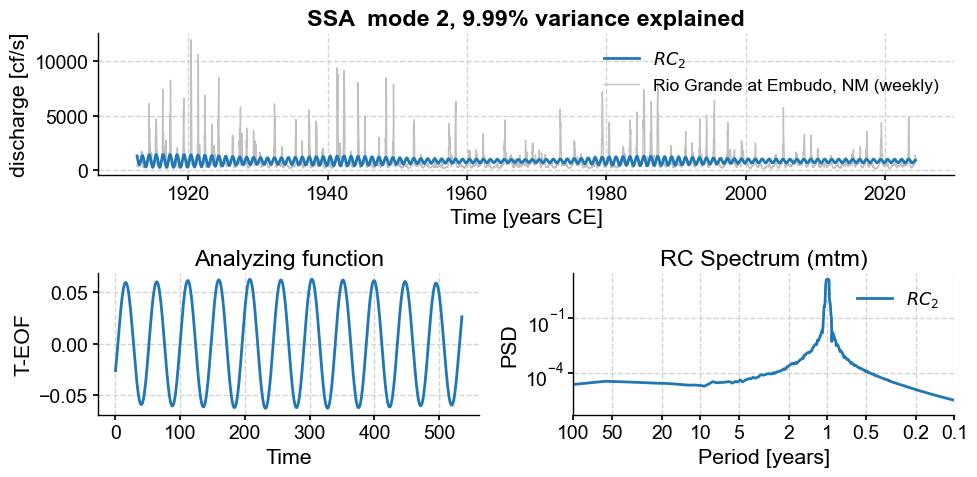 SSA  mode 2, 9.99% variance explained
discharge [cf/s]
10000
5000
0
RC₂
Rio Grande at Embudo, NM (weekly)
1920 1940 1960 1980 2000 2020
Time [years CE]
Analyzing function
T-EOF
0.05
0.00
−0.05
0 100 200 300 400 500
Time
RC Spectrum (mtm)
PSD
10⁻¹
10⁻⁴
RC₂
100 50 20 10 5 2 1 0.5 0.2 0.1
Period [years]